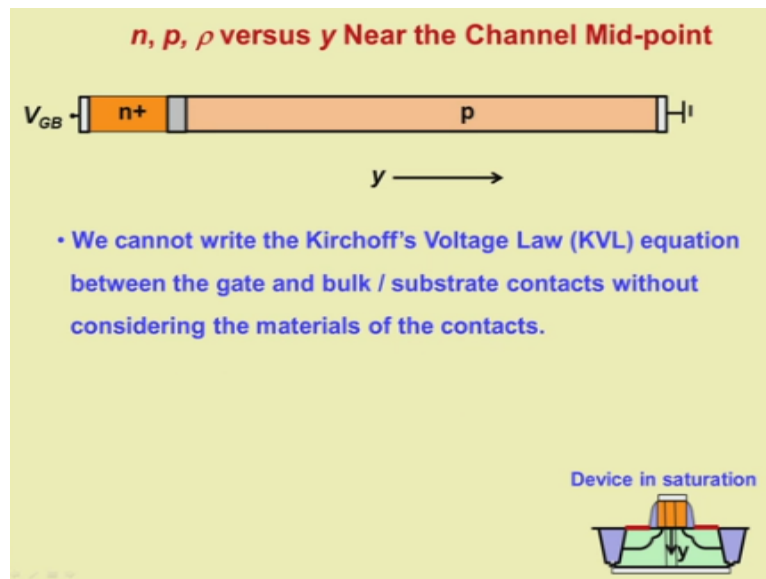 n, p, ρ versus y Near the Channel Mid-point
V_GB n+ p
y
• We cannot write the Kirchoff's Voltage Law (KVL) equation
between the gate and bulk / substrate contacts without
considering the materials of the contacts.
Device in saturation
y